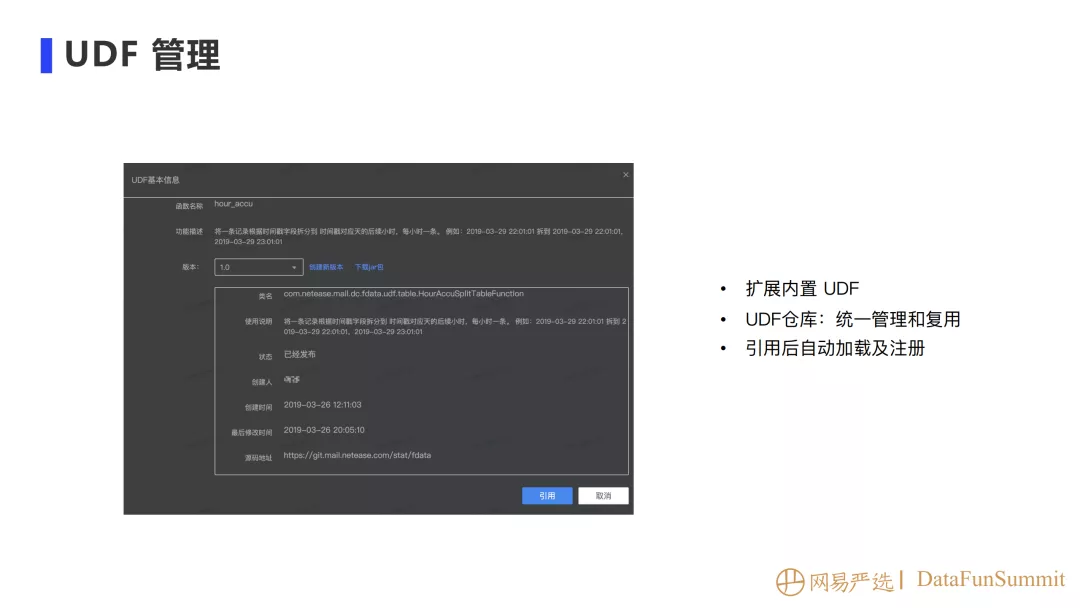 UDF 管理
UDF基本信息
×
函数名称 hour_accu
功能描述 将一条记录根据时间戳字段拆分到 时间戳对应天的后续小时，每小时一条。 例如：2019-03-29 22:01:01 拆到 2019-03-29 22:01:01,
2019-03-29 23:01:01
版本： 1.0 创建新版本 下载jar包
类名 com.netease.mail.dc.fdata.udf.table.HourAccuSplitTableFunction
使用说明 将一条记录根据时间戳字段拆分到 时间戳对应天的后续小时，每小时一条。 例如：2019-03-29 22:01:01 拆到 2
019-03-29 22:01:01，2019-03-29 23:01:01
状态 已经发布
创建人
创建时间 2019-03-26 12:11:03
最后修改时间 2019-03-26 20:05:10
源码地址 https://git.mail.netease.com/stat/fdata
引用 取消
• 扩展内置 UDF
• UDF仓库：统一管理和复用
• 引用后自动加载及注册
网易严选 | DataFunSummit